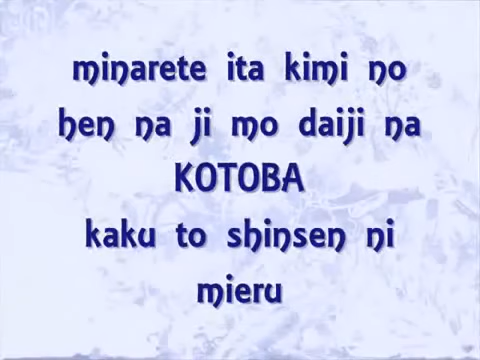 minarete ita kimi no
hen na ji mo daiji na
KOTOBA
kaku to shinsen ni
mieru